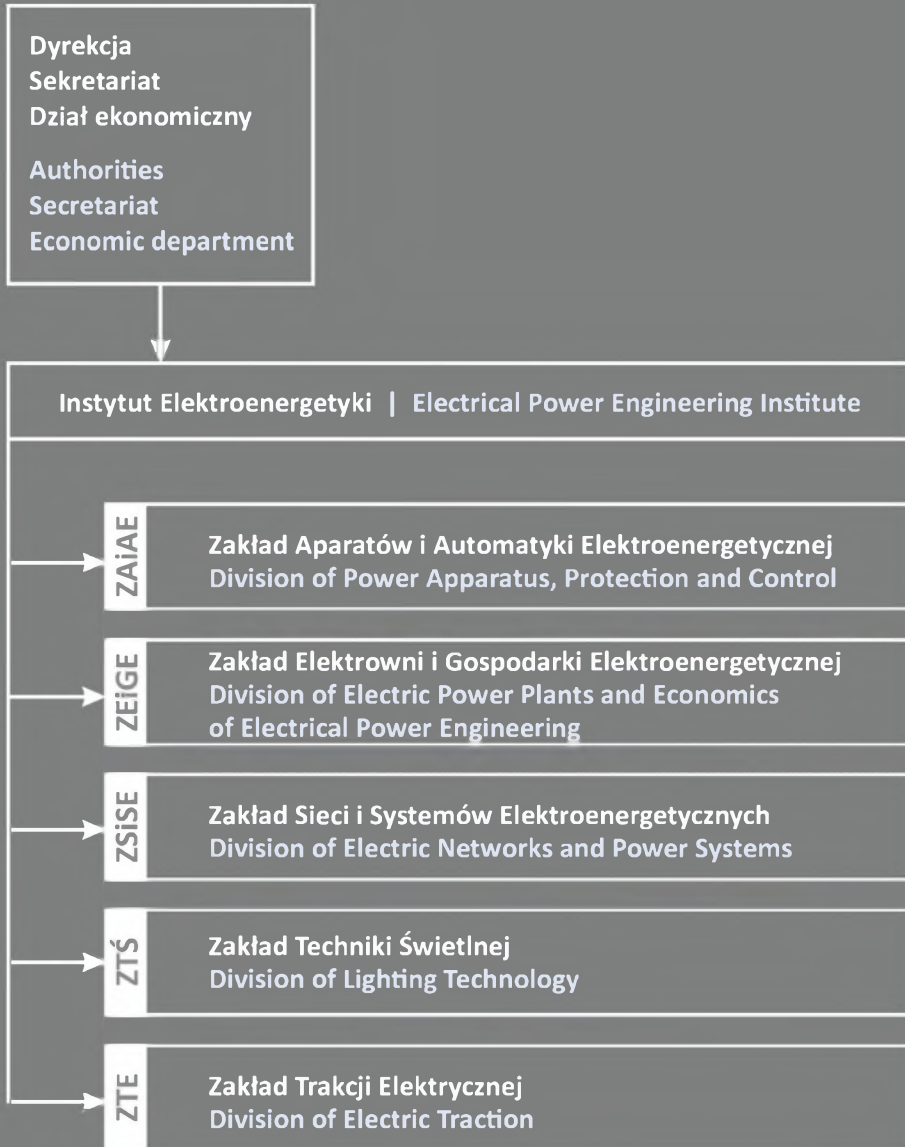 Dyrekcja
Sekretariat
Dział ekonomiczny
Authorities
Secretariat
Economic department
Instytut Elektroenergetyki | Electrical Power Engineering Institute
ZAiAE
Zakład Aparatów i Automatyki Elektroenergetycznej
Division of Power Apparatus, Protection and Control
ZEiGE
Zakład Elektrowni i Gospodarki Elektroenergetycznej
Division of Electric Power Plants and Economics
of Electrical Power Engineering
ZSiSE
Zakład Sieci i Systemów Elektroenergetycznych
Division of Electric Networks and Power Systems
ZTŚ
Zakład Techniki Świetlnej
Division of Lighting Technology
ZTE
Zakład Trakcji Elektrycznej
Division of Electric Traction